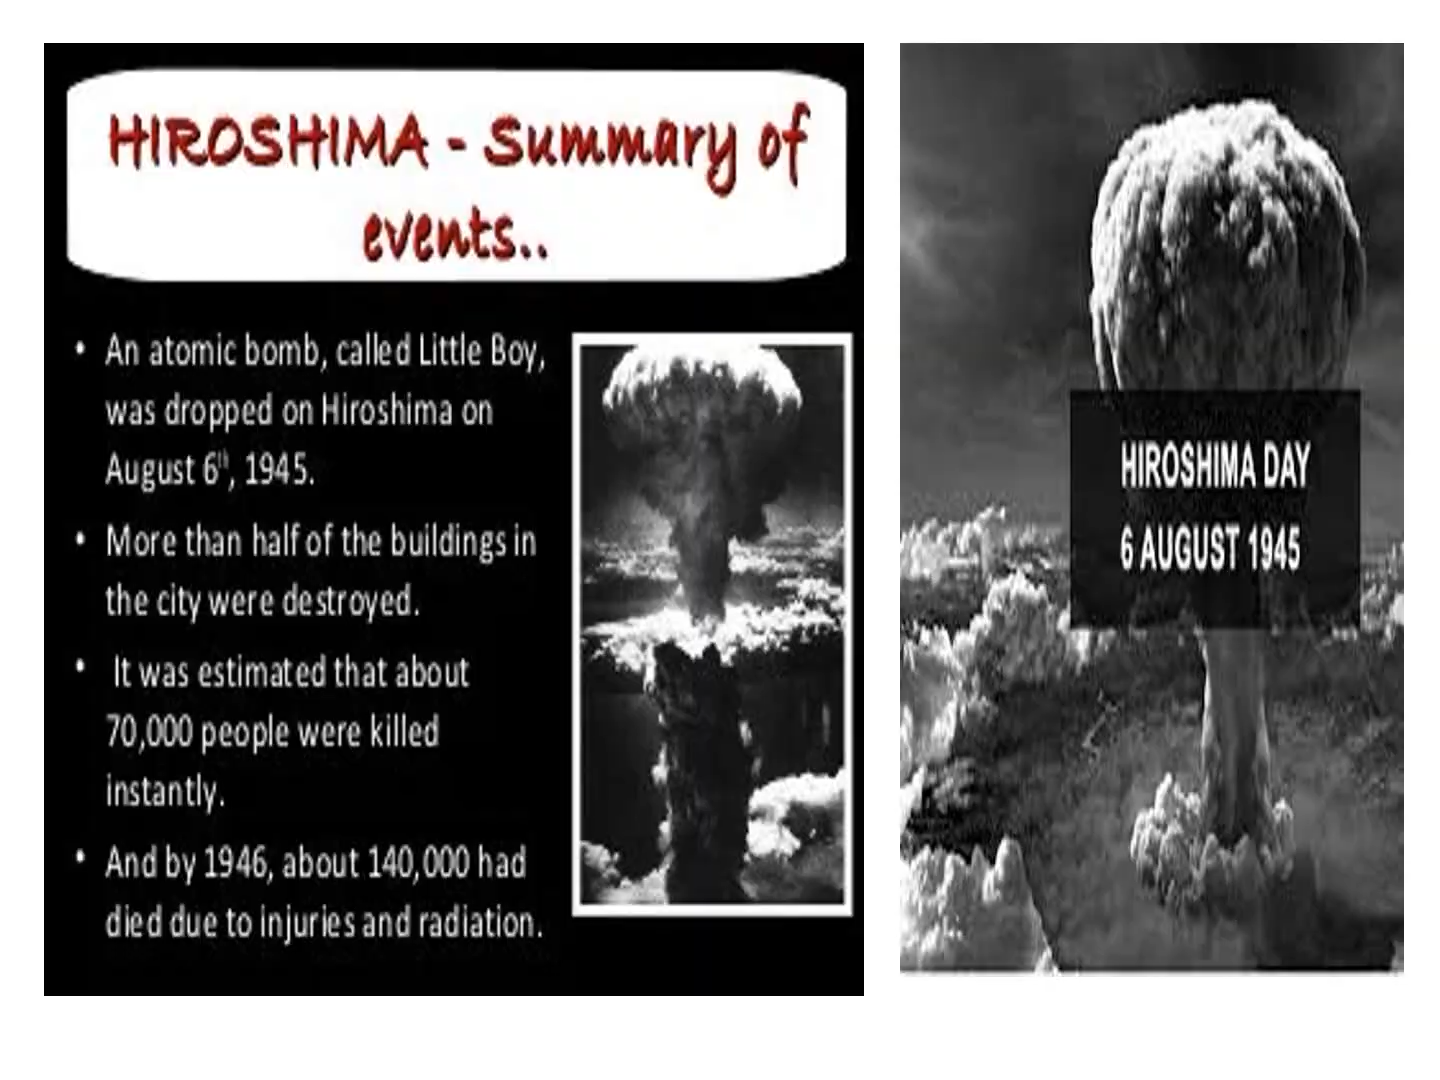 HIROSHIMA - Summary of
events..
• An atomic bomb, called Little Boy,
was dropped on Hiroshima on
August 6th, 1945.
• More than half of the buildings in
the city were destroyed.
• It was estimated that about
70,000 people were killed
instantly.
• And by 1946, about 140,000 had
died due to injuries and radiation.
HIROSHIMA DAY
6 AUGUST 1945